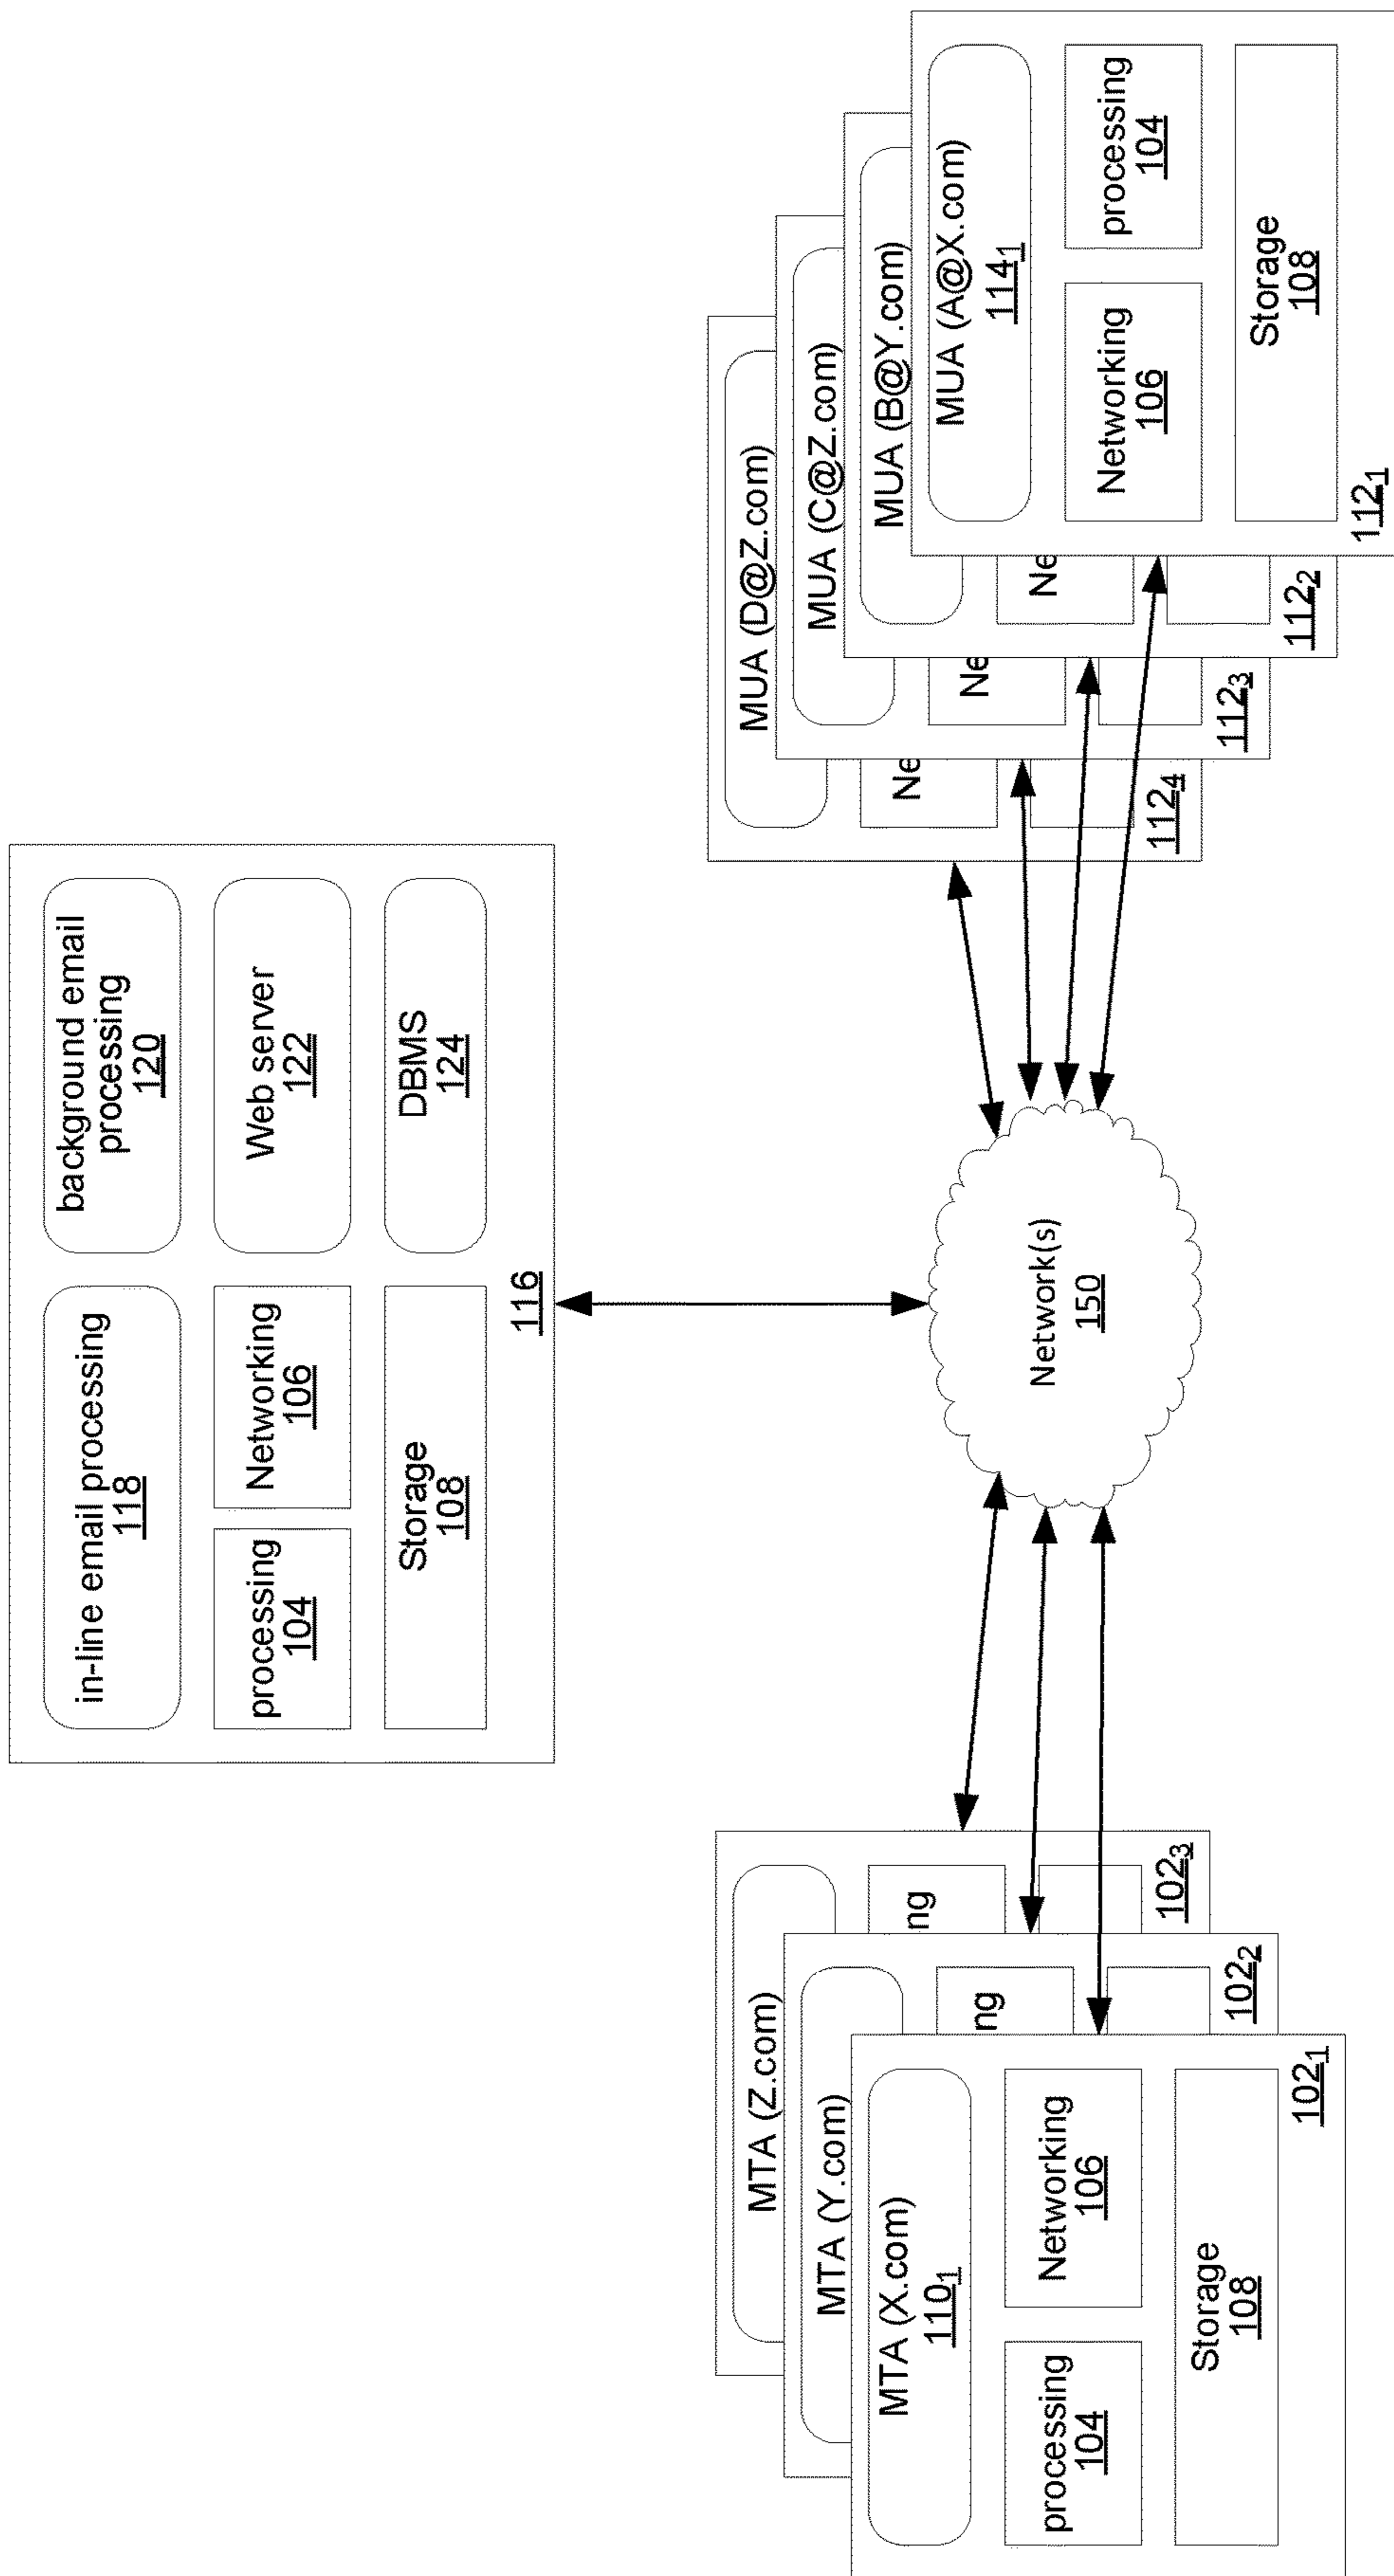 in-line email processing
118
background email
processing
120
processing
104
Networking
106
Web server
122
Storage
108
DBMS
124
116
Network(s)
150
MTA (Z.com)
ng
102₃
MTA (Y.com)
ng
102₂
MTA (X.com)
110₁
processing
104
Networking
106
Storage
108
102₁
MUA (D@Z.com)
Ne
112₄
MUA (C@Z.com)
Ne
112₃
MUA (B@Y.com)
Ne
112₂
MUA (A@X.com)
114₁
Networking
106
processing
104
Storage
108
112₁